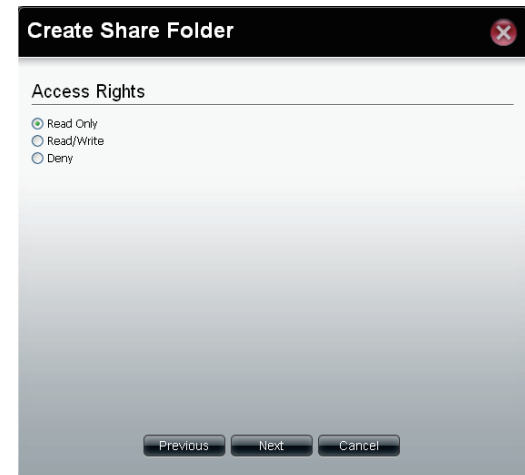 Create Share Folder
Access Rights
Read Only
Read/Write
Deny
Previous Next Cancel